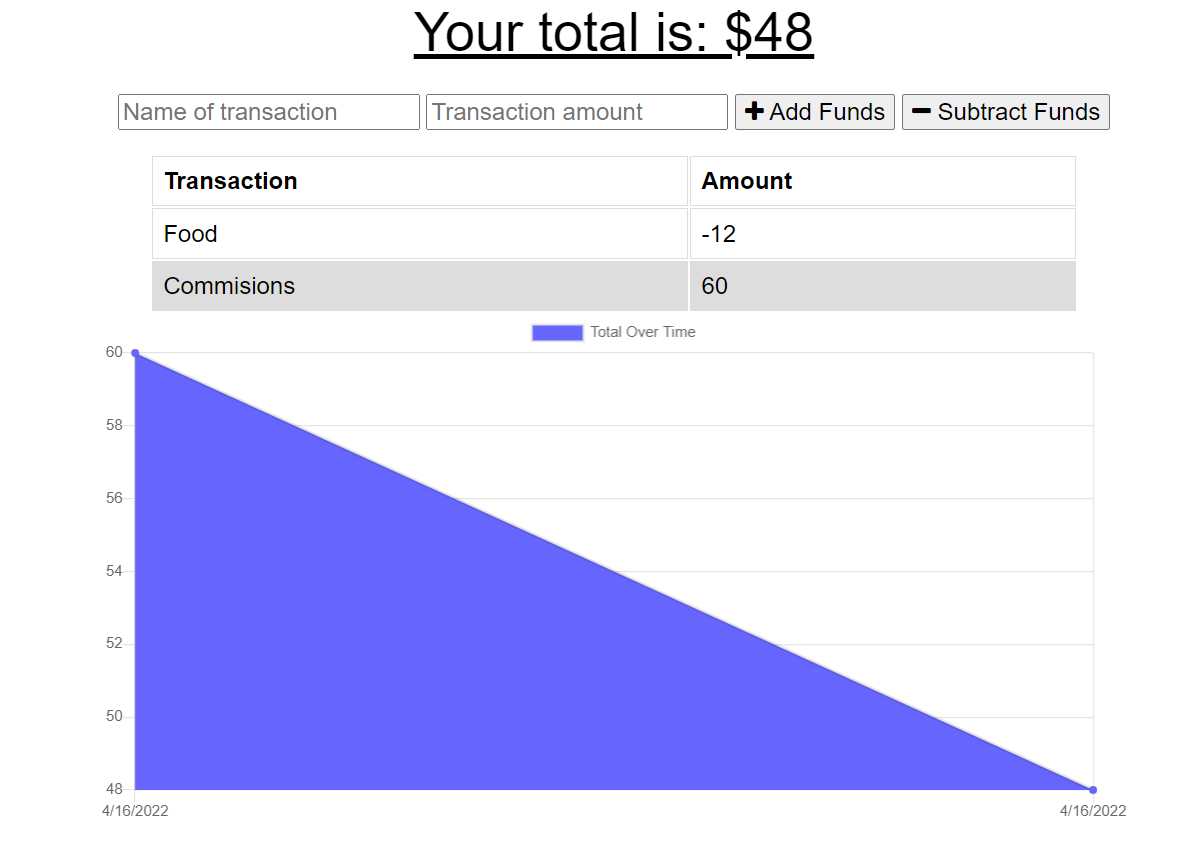 Your total is: $48
Name of transaction Transaction amount Add Funds Subtract Funds
Transaction Amount
Food -12
Commisions 60
Total Over Time
60
58
56
54
52
50
48
4/16/2022 4/16/2022